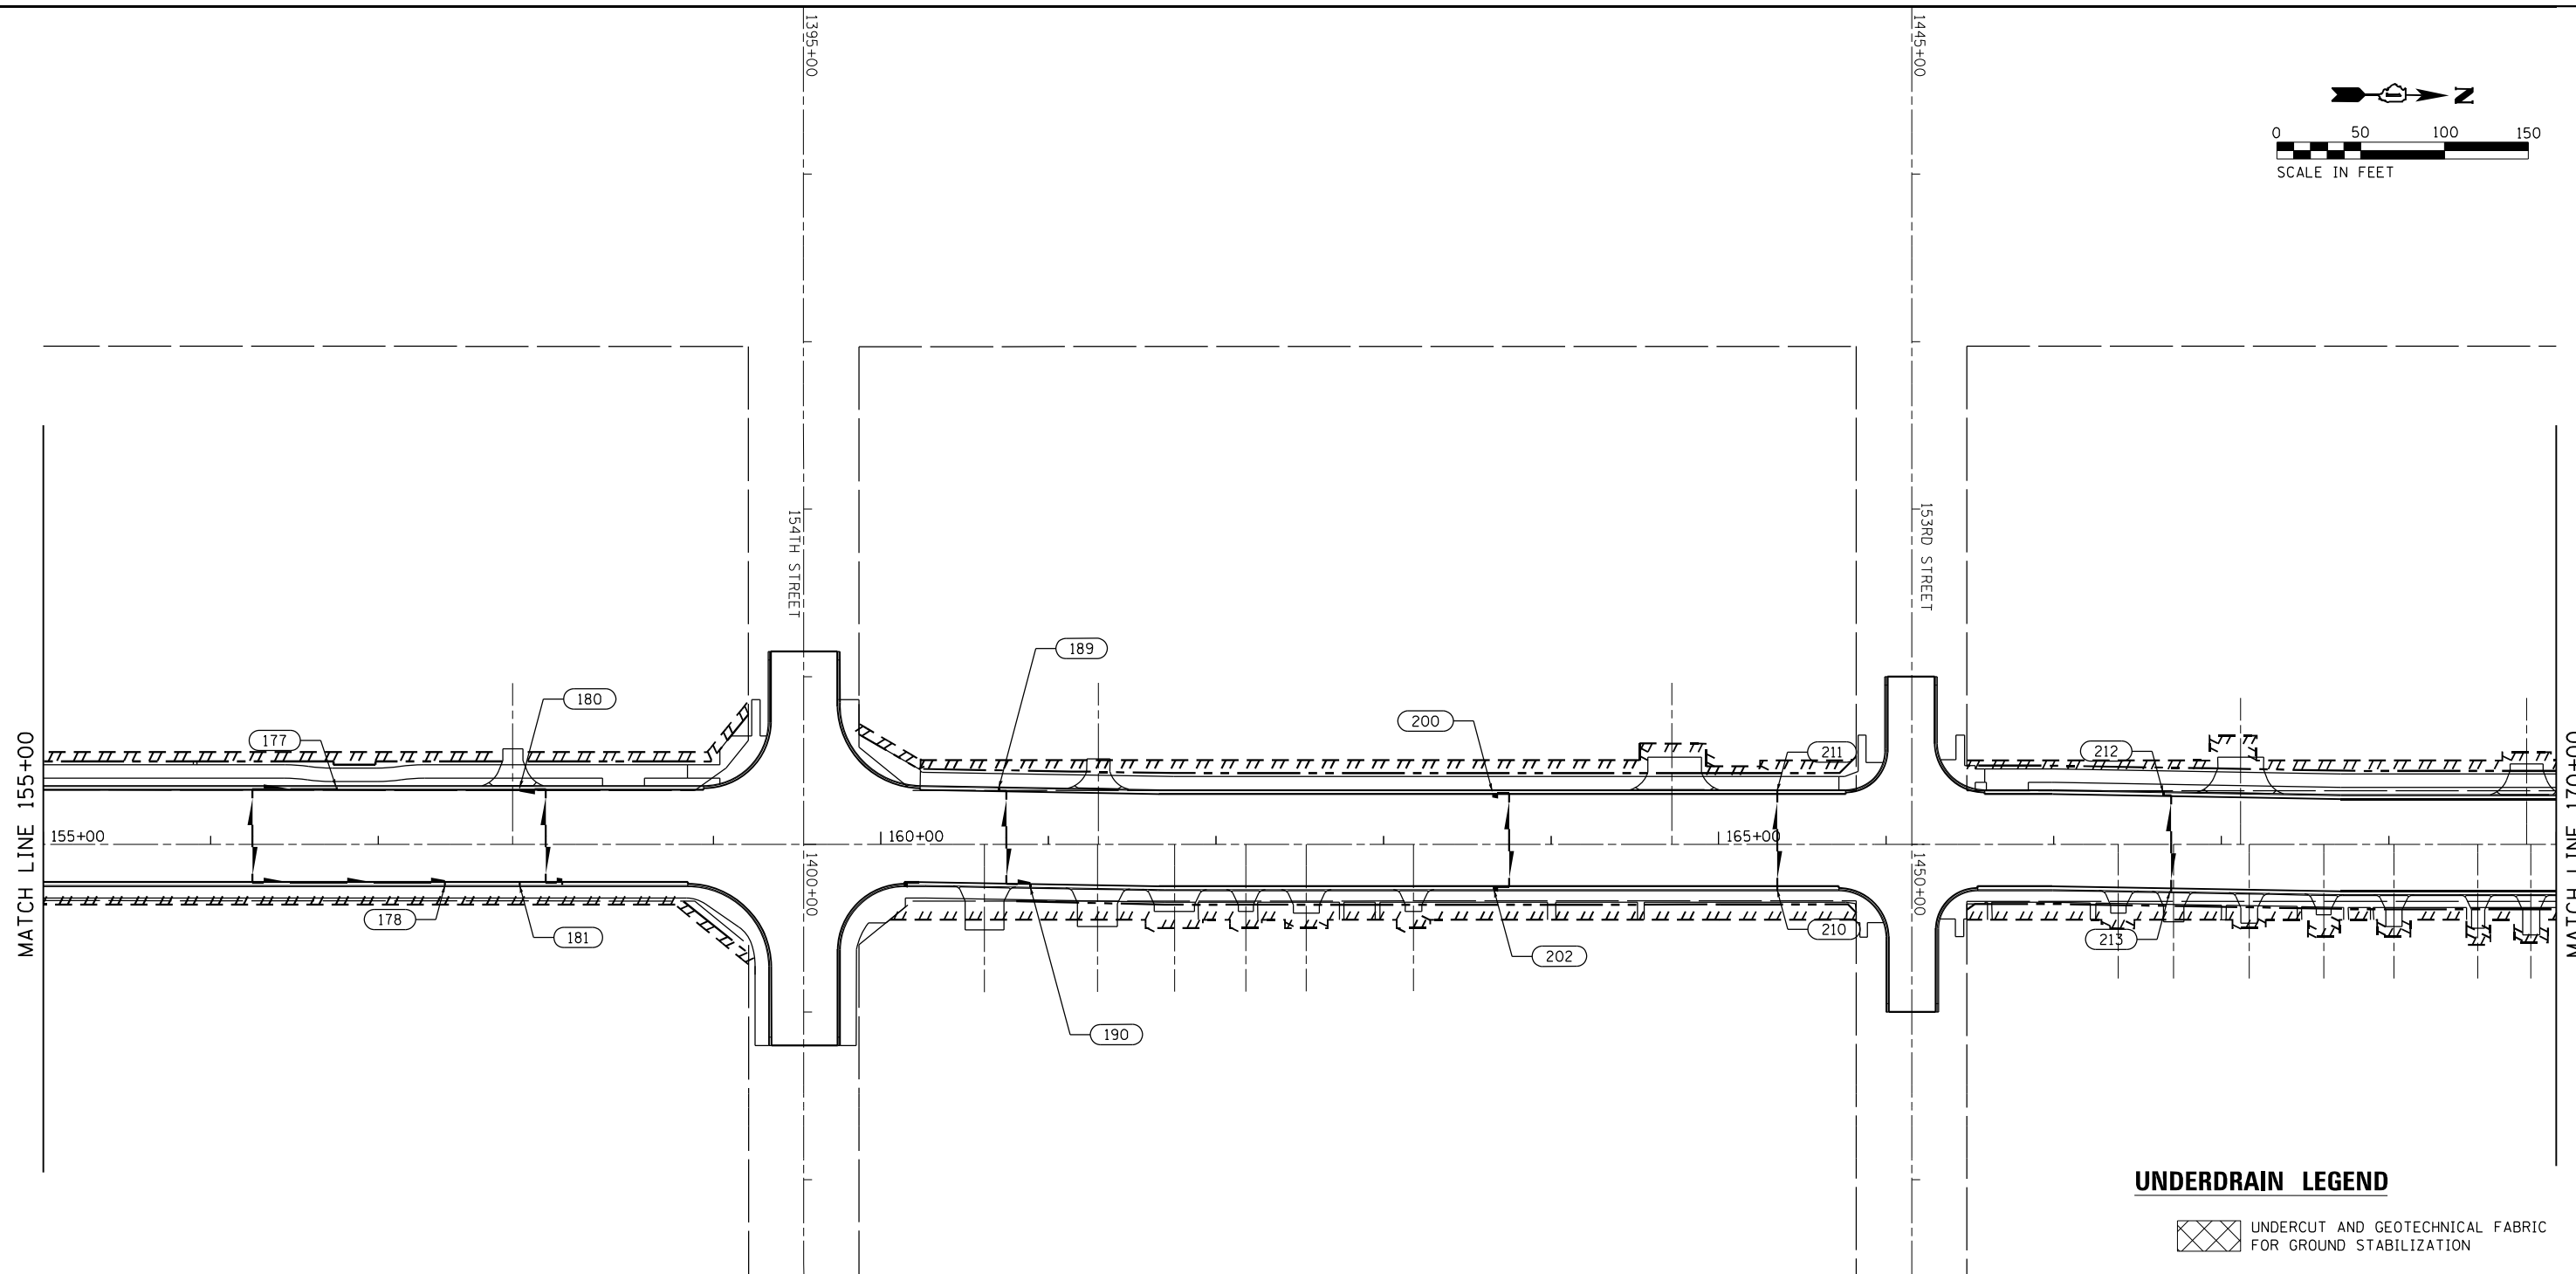 1395+00
1445+00
N
0 50 100 150
SCALE IN FEET
154TH STREET
153RD STREET
189
180
200
177
211
212
MATCH LINE 155+00
MATCH LINE 170+00
155+00
160+00
165+00
1400+00
1450+00
178
181
202
210
213
190
UNDERDRAIN LEGEND
UNDERCUT AND GEOTECHNICAL FABRIC
FOR GROUND STABILIZATION